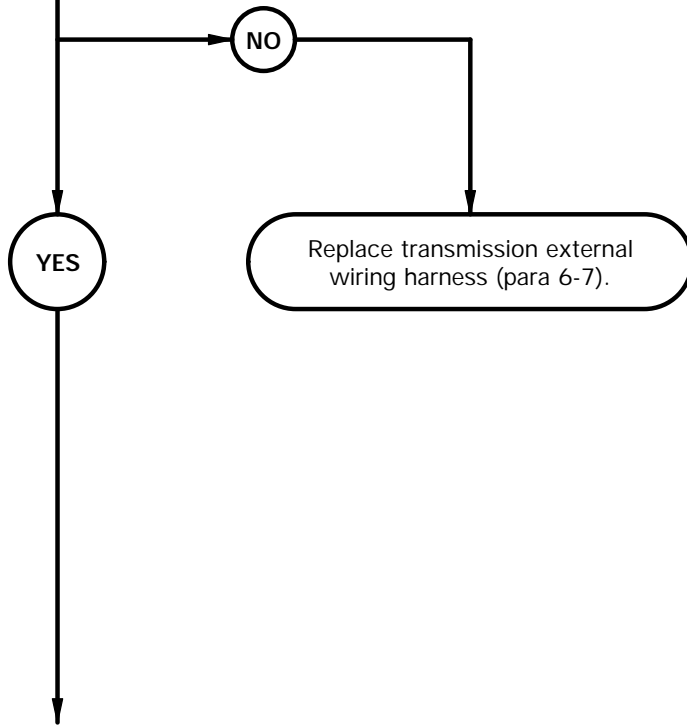 NO
YES
Replace transmission external
wiring harness (para 6-7).